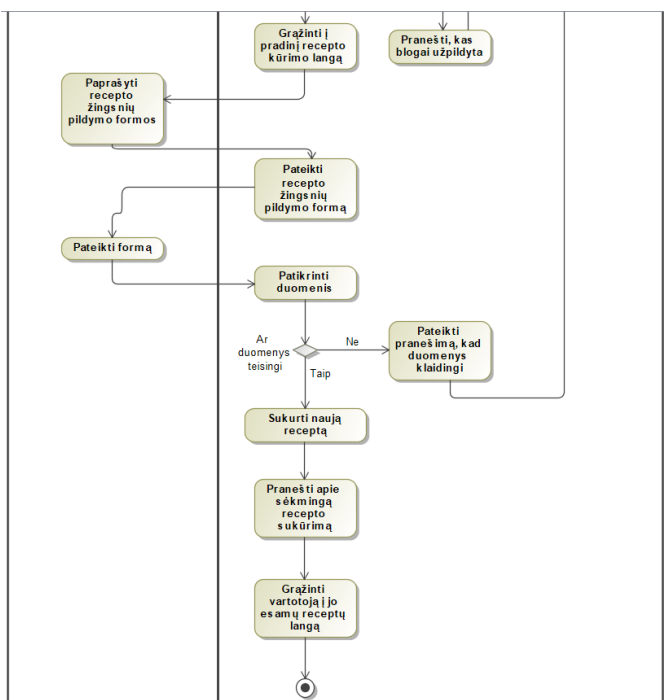 Grąžinti į
pradinį recepto
kūrimo langą
Pranešti, kas
blogai užpildyta
Paprašyti
recepto
žingsnių
pildymo formos
Pateikti
recepto
žingsnių
pildymo formą
Pateikti formą
Patikrinti
duomenis
Ar
duomenys
teisingi
Ne
Pateikti
pranešimą, kad
duomenys
klaidingi
Taip
Sukurti naują
receptą
Pranešti apie
sėkmingą
recepto
sukūrimą
Grąžinti
vartotoją į jo
esamų receptų
langą